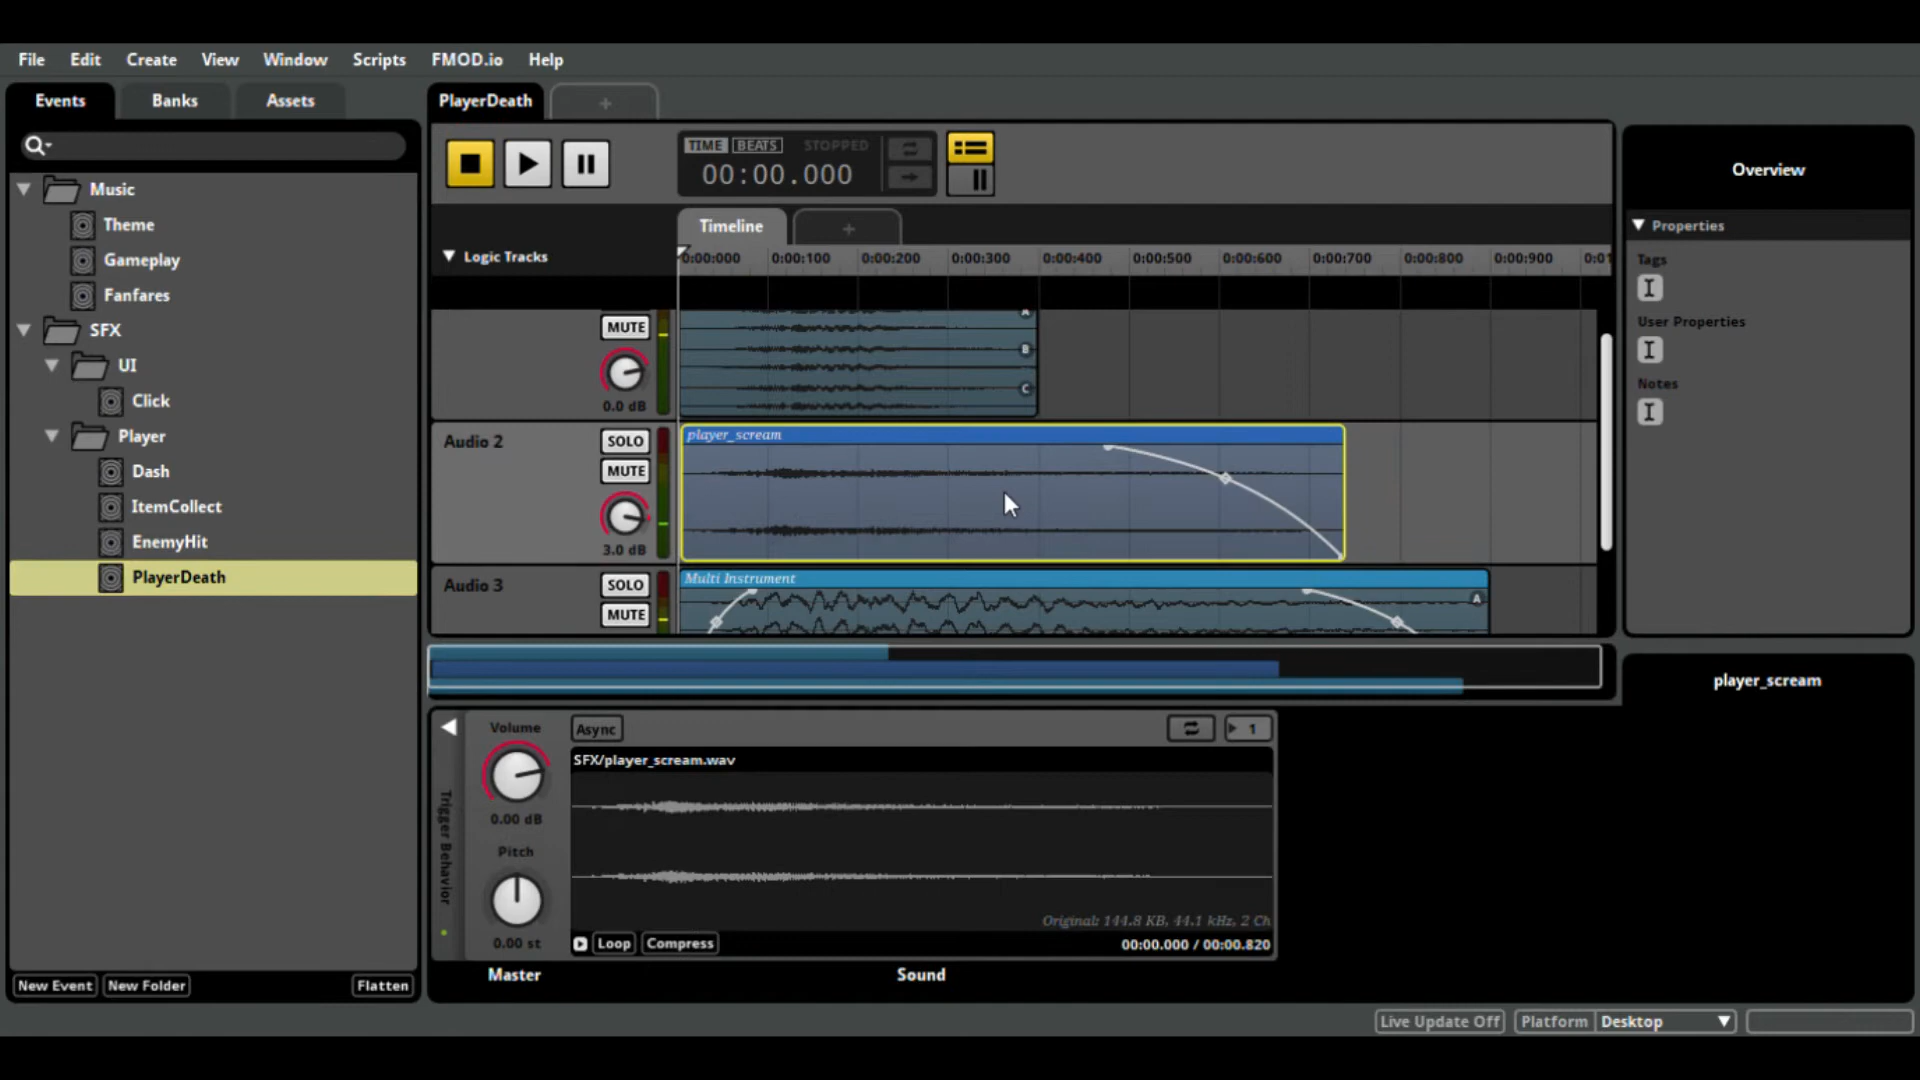 File Edit Create View Window Scripts FMOD.io Help
Events Banks Assets
PlayerDeath +
Music
Theme
Gameplay
Fanfares
SFX
UI
Click
Player
Dash
ItemCollect
EnemyHit
PlayerDeath
New Event New Folder Flatten
TIME BEATS STOPPED
00:00.000
Timeline +
Logic Tracks
0:00:000 0:00:100 0:00:200 0:00:300 0:00:400 0:00:500 0:00:600 0:00:700 0:00:800 0:00:900 0:01
MUTE
0.0 dB
A
B
C
Audio 2
SOLO
MUTE
3.0 dB
player_scream
Audio 3
SOLO
MUTE
Multi Instrument
A
Trigger Behavior
Volume
0.00 dB
Pitch
0.00 st
Master
Async
1
SFX/player_scream.wav
Original: 144.8 KB, 44.1 kHz, 2 Ch
Loop Compress
00:00.000 / 00:00.820
Sound
Overview
Properties
Tags
User Properties
Notes
player_scream
Live Update Off Platform Desktop